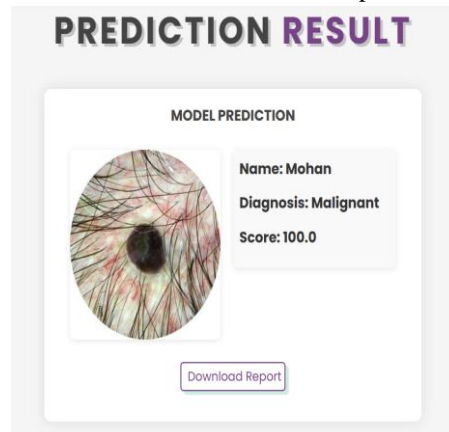 PREDICTION RESULT
MODEL PREDICTION
Name: Mohan
Diagnosis: Malignant
Score: 100.0
Download Report